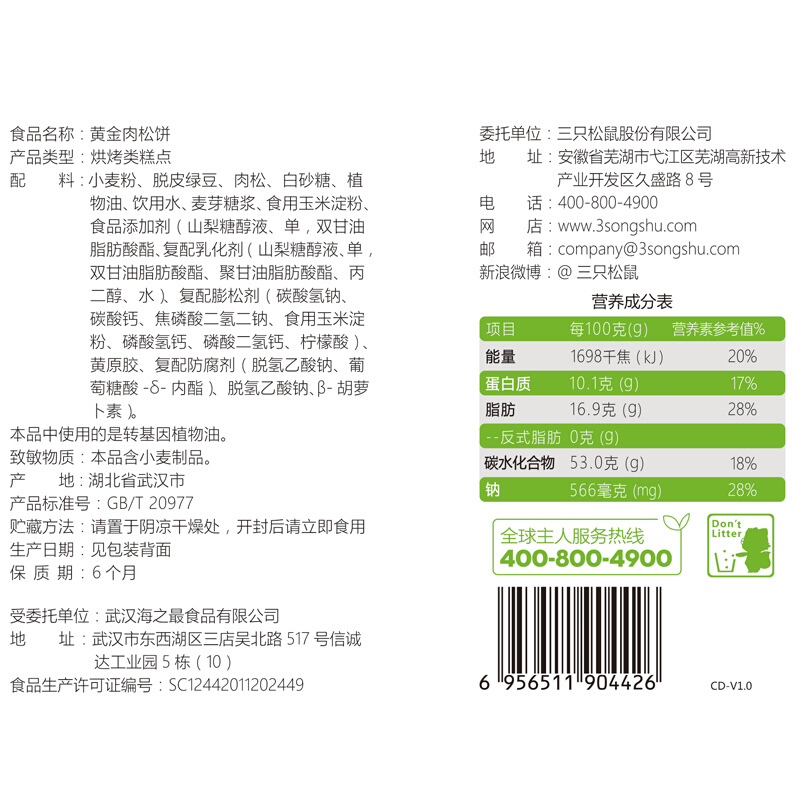 食品名称：黄金肉松饼
产品类型：烘烤类糕点
配　　料：小麦粉、脱皮绿豆、肉松、白砂糖、植
物油、饮用水、麦芽糖浆、食用玉米淀粉、
食品添加剂（山梨糖醇液、单，双甘油
脂肪酸酯、复配乳化剂（山梨糖醇液、单，
双甘油脂肪酸酯、聚甘油脂肪酸酯、丙
二醇、水）、复配膨松剂（碳酸氢钠、
碳酸钙、焦磷酸二氢二钠、食用玉米淀
粉、磷酸氢钙、磷酸二氢钙、柠檬酸）、
黄原胶、复配防腐剂（脱氢乙酸钠、葡
萄糖酸-δ-内酯）、脱氢乙酸钠、β-胡萝
卜素）。
本品中使用的是转基因植物油。
致敏物质：本品含小麦制品。
产　　地：湖北省武汉市
产品标准号：GB/T 20977
贮藏方法：请置于阴凉干燥处，开封后请立即食用
生产日期：见包装背面
保 质 期：6个月
受委托单位：武汉海之最食品有限公司
地　　址：武汉市东西湖区三店吴北路517号信诚
达工业园5栋（10）
食品生产许可证编号：SC12442011202449
委托单位：三只松鼠股份有限公司
地　　址：安徽省芜湖市弋江区芜湖高新技术
产业开发区久盛路8号
电　　话：400-800-4900
网　　店：www.3songshu.com
邮　　箱：company@3songshu.com
新浪微博：@三只松鼠
营养成分表
项目 每100克(g) 营养素参考值%
能量 1698千焦(kJ) 20%
蛋白质 10.1克(g) 17%
脂肪 16.9克(g) 28%
--反式脂肪 0克(g)
碳水化合物 53.0克(g) 18%
钠 566毫克(mg) 28%
全球主人服务热线
400-800-4900
Don't
Litter
6 956511 904426
CD-V1.0